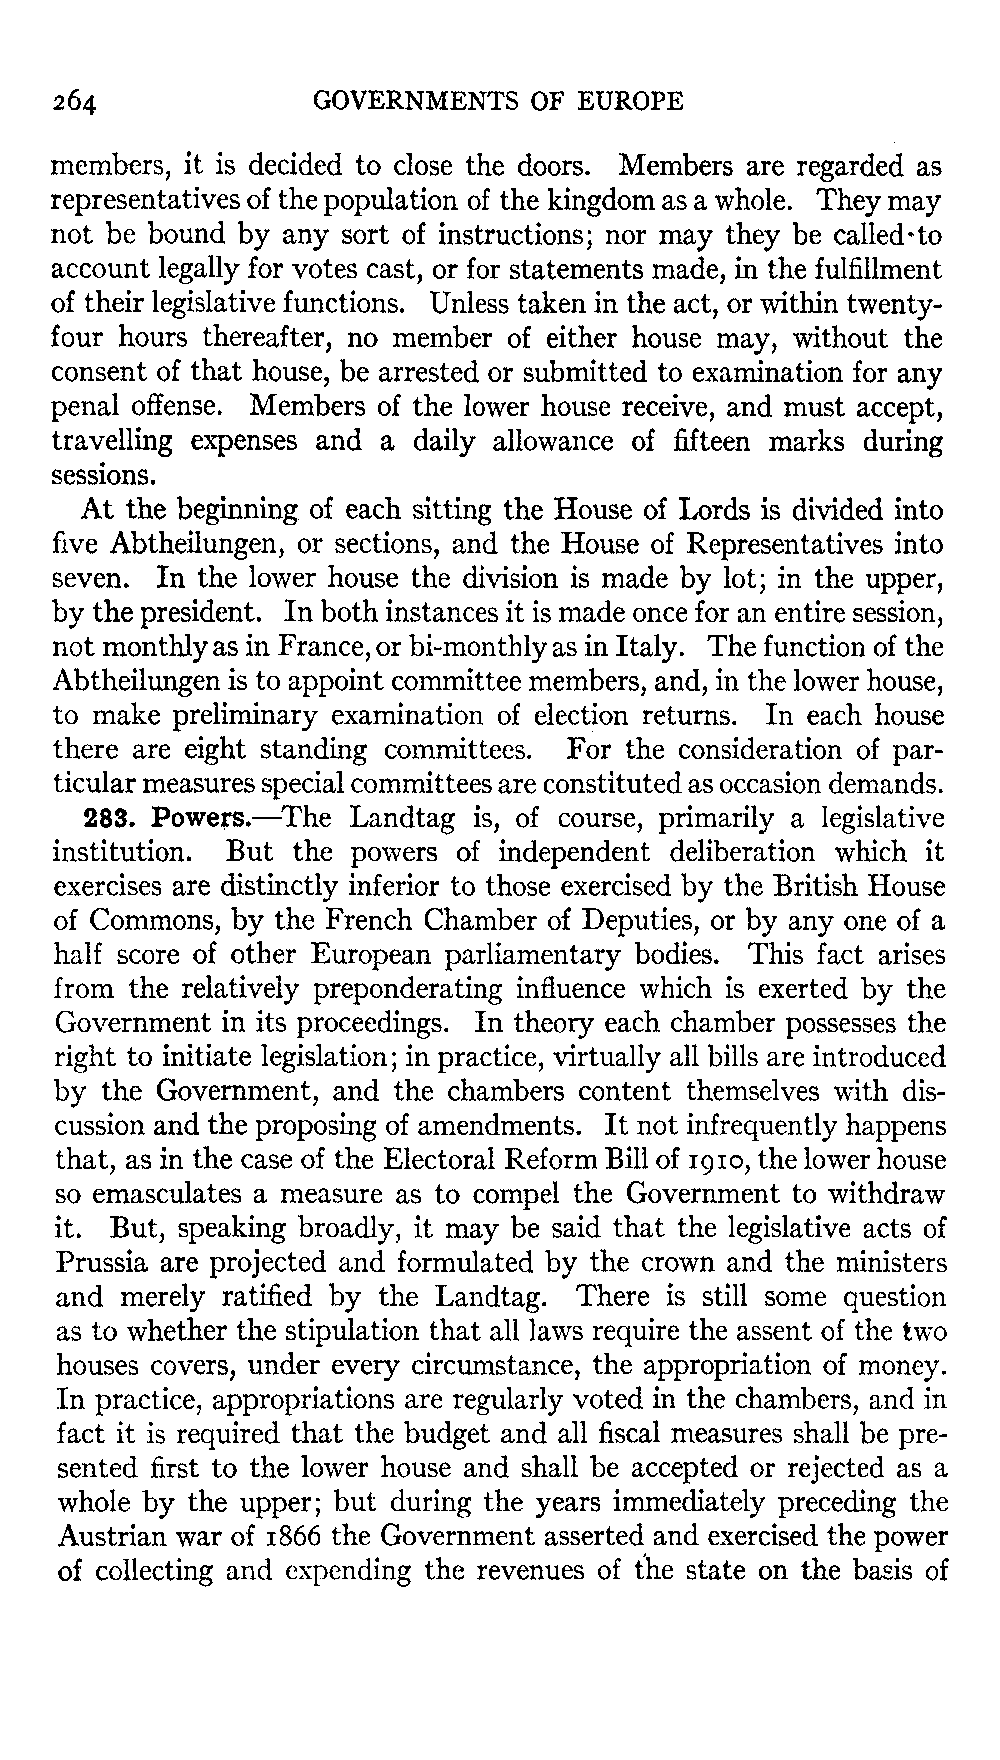 264 GOVERNMENTS OF EUROPE
members, it is decided to close the doors. Members are regarded as
representatives of the population of the kingdom as a whole. They may
not be bound by any sort of instructions; nor may they be called to
account legally for votes cast, or for statements made, in the fulfillment
of their legislative functions. Unless taken in the act, or within twenty-
four hours thereafter, no member of either house may, without the
consent of that house, be arrested or submitted to examination for any
penal offense. Members of the lower house receive, and must accept,
travelling expenses and a daily allowance of fifteen marks during
sessions.
At the beginning of each sitting the House of Lords is divided into
five Abtheilungen, or sections, and the House of Representatives into
seven. In the lower house the division is made by lot; in the upper,
by the president. In both instances it is made once for an entire session,
not monthly as in France, or bi-monthly as in Italy. The function of the
Abtheilungen is to appoint committee members, and, in the lower house,
to make preliminary examination of election returns. In each house
there are eight standing committees. For the consideration of par-
ticular measures special committees are constituted as occasion demands.
283. Powers.—The Landtag is, of course, primarily a legislative
institution. But the powers of independent deliberation which it
exercises are distinctly inferior to those exercised by the British House
of Commons, by the French Chamber of Deputies, or by any one of a
half score of other European parliamentary bodies. This fact arises
from the relatively preponderating influence which is exerted by the
Government in its proceedings. In theory each chamber possesses the
right to initiate legislation; in practice, virtually all bills are introduced
by the Government, and the chambers content themselves with dis-
cussion and the proposing of amendments. It not infrequently happens
that, as in the case of the Electoral Reform Bill of 1910, the lower house
so emasculates a measure as to compel the Government to withdraw
it. But, speaking broadly, it may be said that the legislative acts of
Prussia are projected and formulated by the crown and the ministers
and merely ratified by the Landtag. There is still some question
as to whether the stipulation that all laws require the assent of the two
houses covers, under every circumstance, the appropriation of money.
In practice, appropriations are regularly voted in the chambers, and in
fact it is required that the budget and all fiscal measures shall be pre-
sented first to the lower house and shall be accepted or rejected as a
whole by the upper; but during the years immediately preceding the
Austrian war of 1866 the Government asserted and exercised the power
of collecting and expending the revenues of the state on the basis of